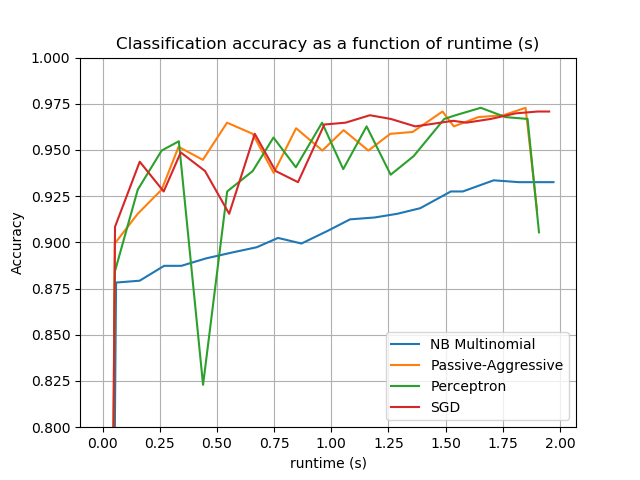 Classification accuracy as a function of runtime (s)
1.000
0.975
0.950
0.925
0.900
0.875
0.850
0.825
0.800
Accuracy
NB Multinomial
Passive-Aggressive
Perceptron
SGD
0.00 0.25 0.50 0.75 1.00 1.25 1.50 1.75 2.00
runtime (s)